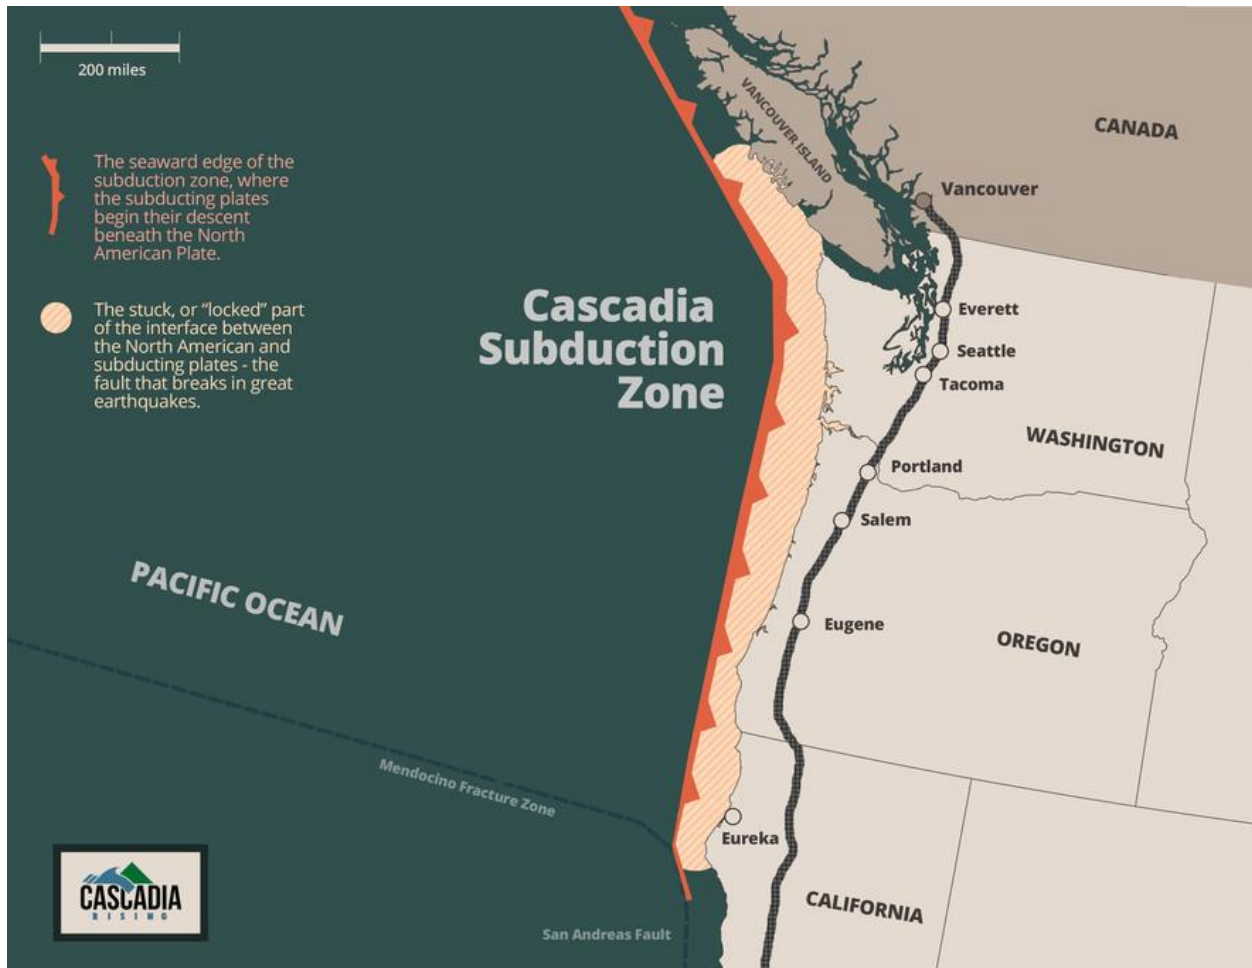 200 miles
The seaward edge of the
subduction zone, where
the subducting plates
begin their descent
beneath the North
American Plate.
The stuck, or “locked” part
of the interface between
the North American and
subducting plates - the
fault that breaks in great
earthquakes.
Cascadia
Subduction
Zone
PACIFIC OCEAN
Mendocino Fracture Zone
San Andreas Fault
CASCADIA
RISING
VANCOUVER ISLAND
CANADA
Vancouver
Everett
Seattle
Tacoma
WASHINGTON
Portland
Salem
Eugene
OREGON
Eureka
CALIFORNIA